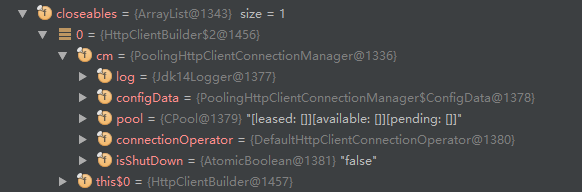 closeables = {ArrayList@1343} size = 1
0 = {HttpClientBuilder$2@1456}
cm = {PoolingHttpClientConnectionManager@1336}
log = {Jdk14Logger@1377}
configData = {PoolingHttpClientConnectionManager$ConfigData@1378}
pool = {CPool@1379} "[leased: []][available: []][pending: []]"
connectionOperator = {DefaultHttpClientConnectionOperator@1380}
isShutDown = {AtomicBoolean@1381} "false"
this$0 = {HttpClientBuilder@1457}